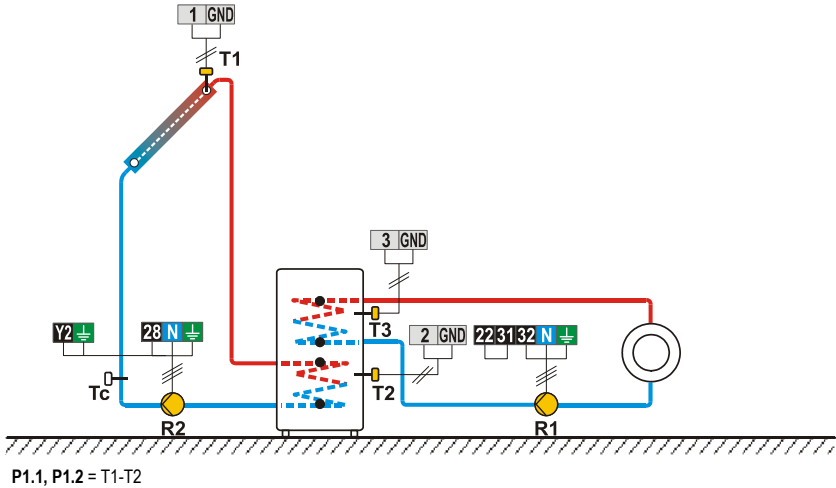 1 GND
T1
3 GND
T3
Y2
28 N
2 GND
22 31 32 N
Tc
T2
R2
R1
P1.1, P1.2 = T1-T2